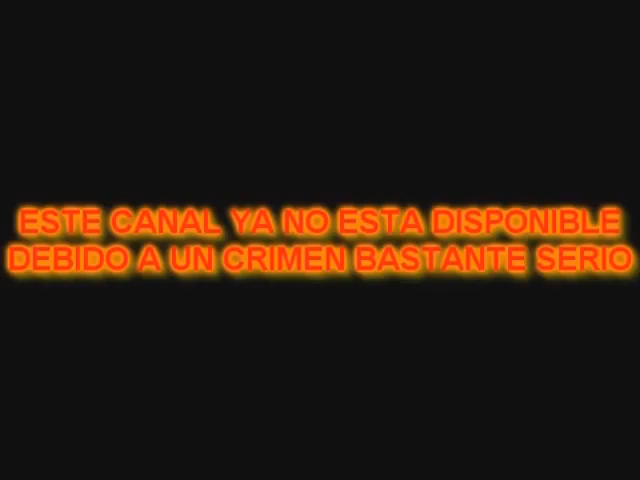 ESTE CANAL YA NO ESTA DISPONIBLE
DEBIDO A UN CRIMEN BASTANTE SERIO